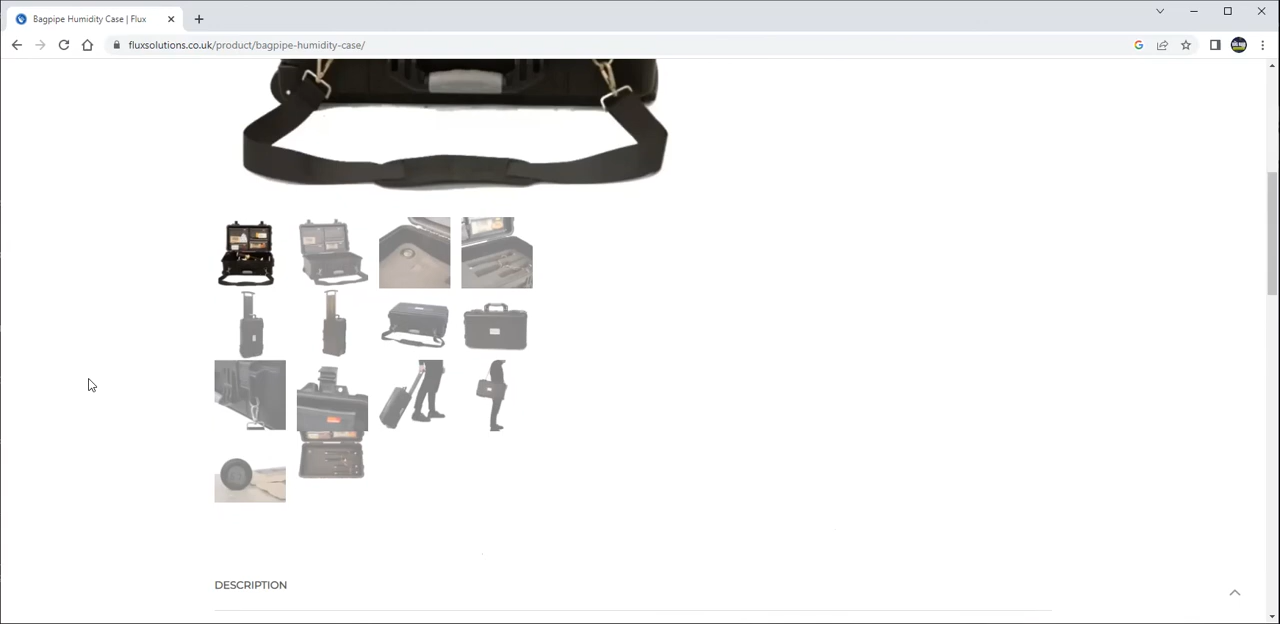 Bagpipe Humidity Case | Flux
fluxsolutions.co.uk/product/bagpipe-humidity-case/
DESCRIPTION